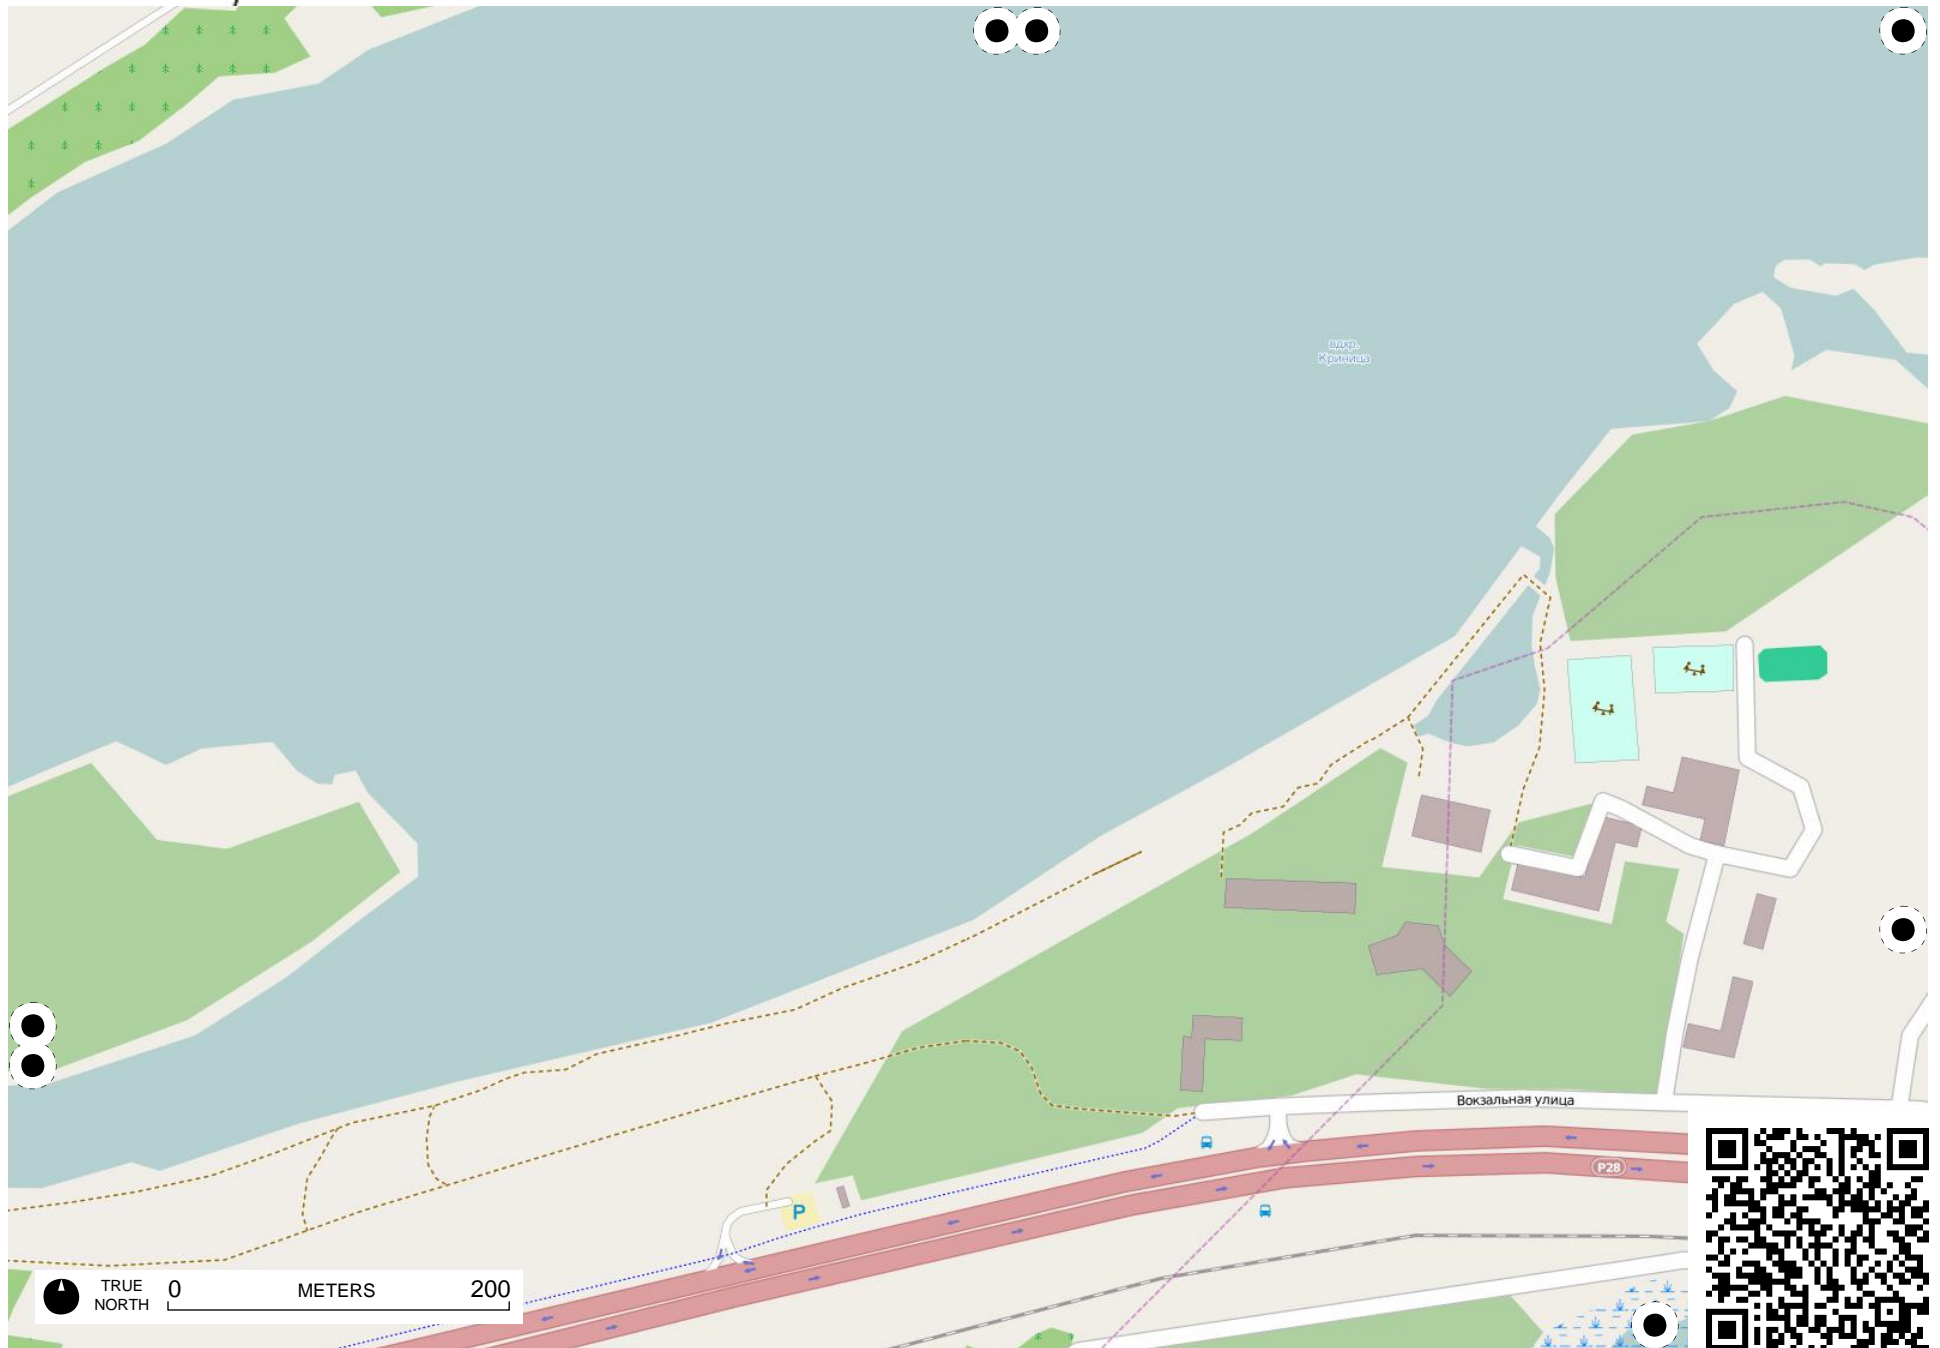 вдхр.
Криница
Вокзальная улица
P28
P
TRUE
NORTH
0 METERS 200